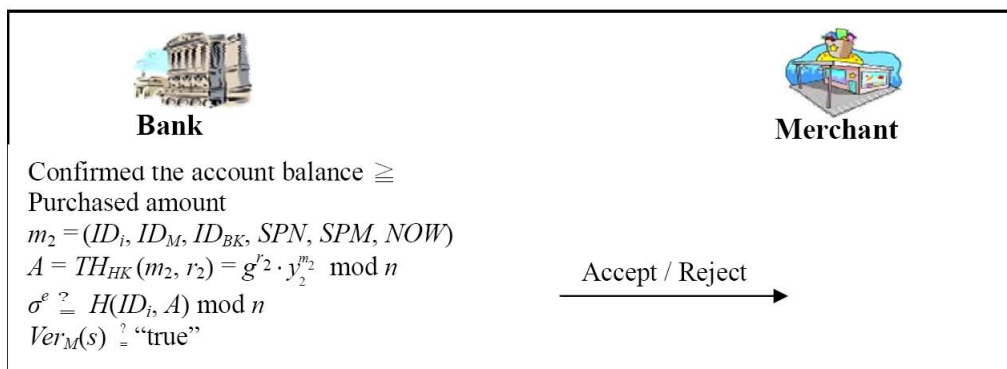 Bank
Merchant
Confirmed the account balance ≧
Purchased amount
m₂ = (IDᵢ, ID_M, ID_BK, SPN, SPM, NOW)
A = TH_HK(m₂, r₂) = g^{r₂} · y₂^{m₂} mod n
Accept / Reject
σᵉ ≟ H(IDᵢ, A) mod n
Ver_M(s) ≟ “true”